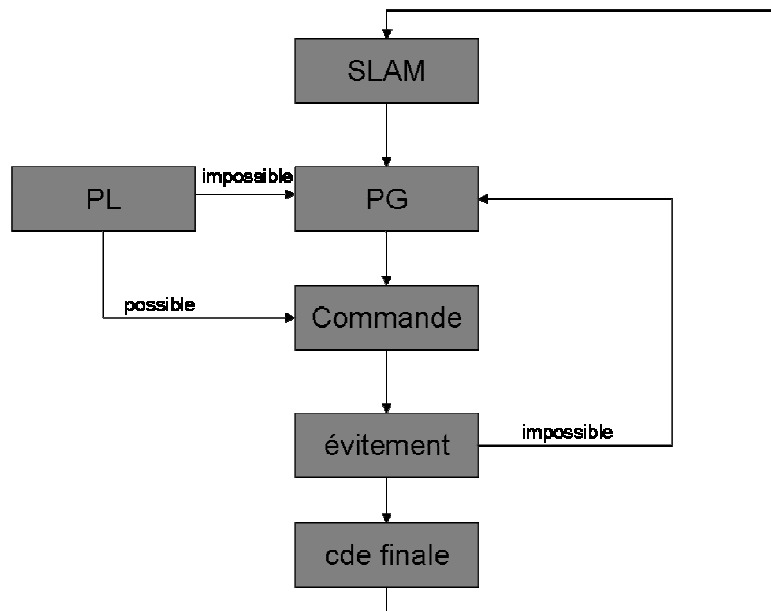 SLAM
impossible
PL
PG
possible
Commande
évitement
impossible
cde finale